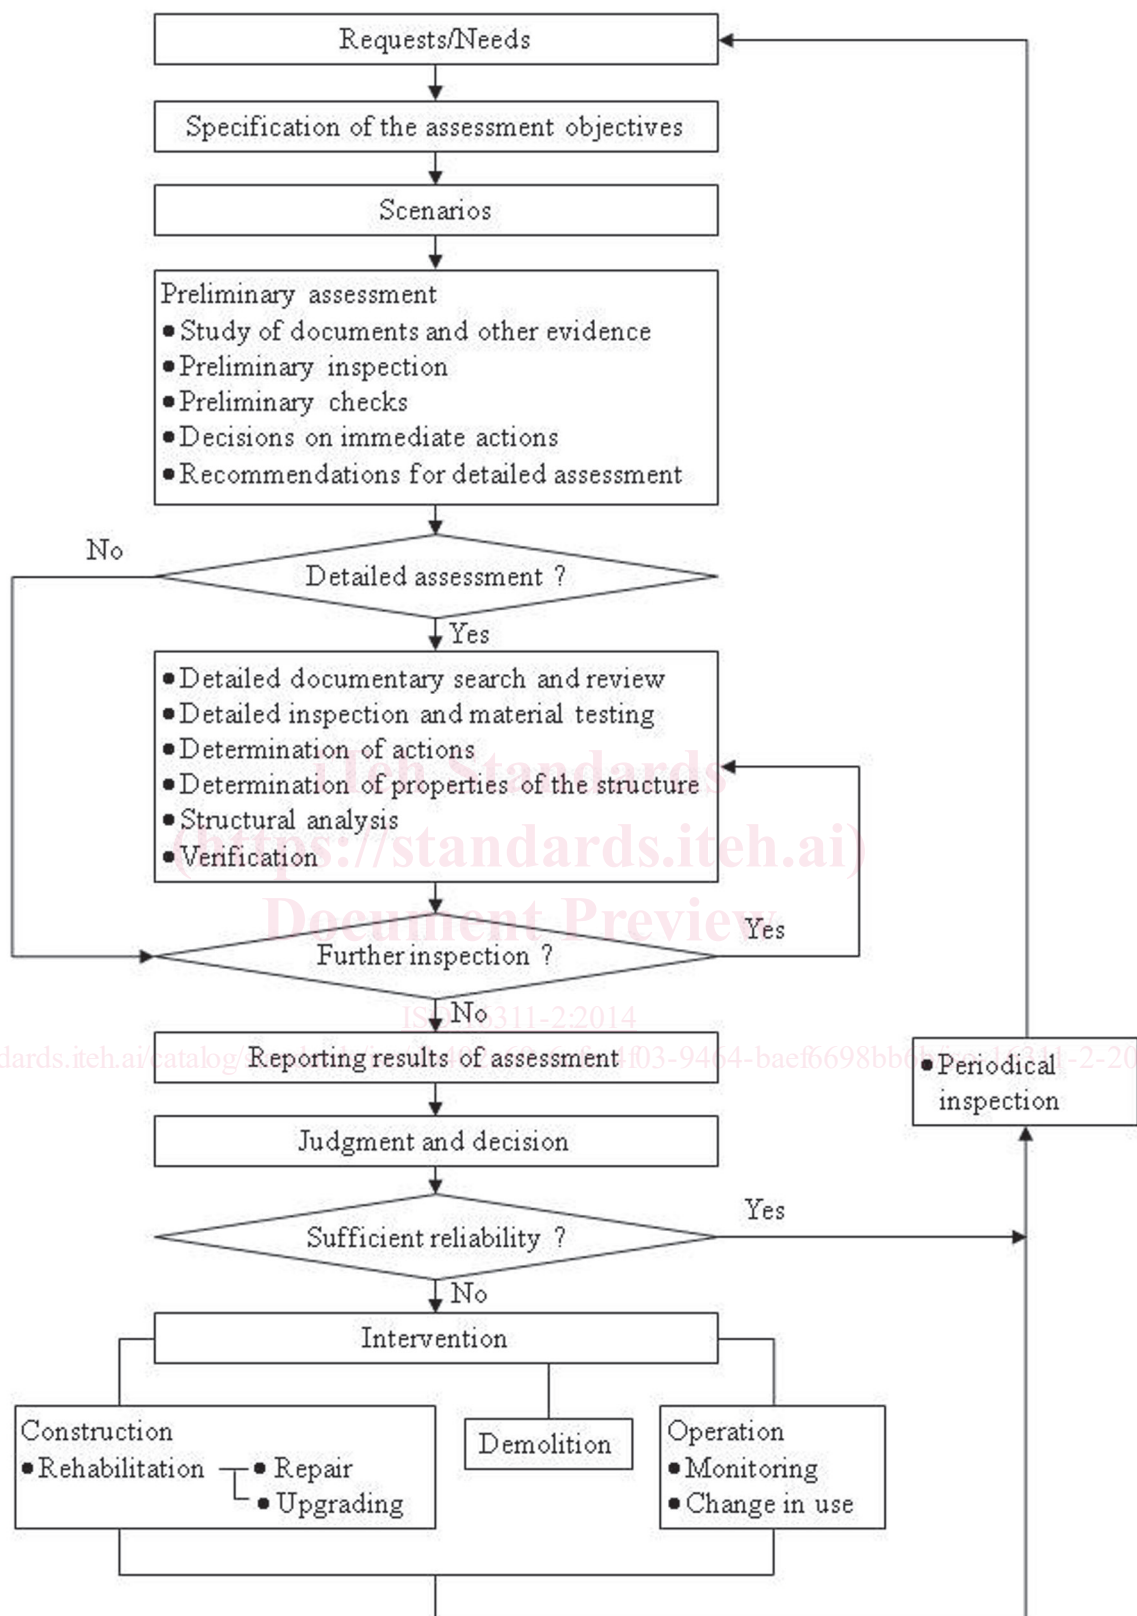 Requests/Needs
Specification of the assessment objectives
Scenarios
Preliminary assessment
●Study of documents and other evidence
●Preliminary inspection
●Preliminary checks
●Decisions on immediate actions
●Recommendations for detailed assessment
No
Detailed assessment ?
Yes
●Detailed documentary search and review
●Detailed inspection and material testing
●Determination of actions
●Determination of properties of the structure
●Structural analysis
●Verification
iTeh Standards
(https://standards.iteh.ai)
Document Preview
Yes
Further inspection ?
No
ISO 16311-2:2014
Reporting results of assessment
●Periodical
inspection
Judgment and decision
Yes
Sufficient reliability ?
No
Intervention
Construction
●Rehabilitation ● Repair
● Upgrading
Demolition
Operation
●Monitoring
●Change in use